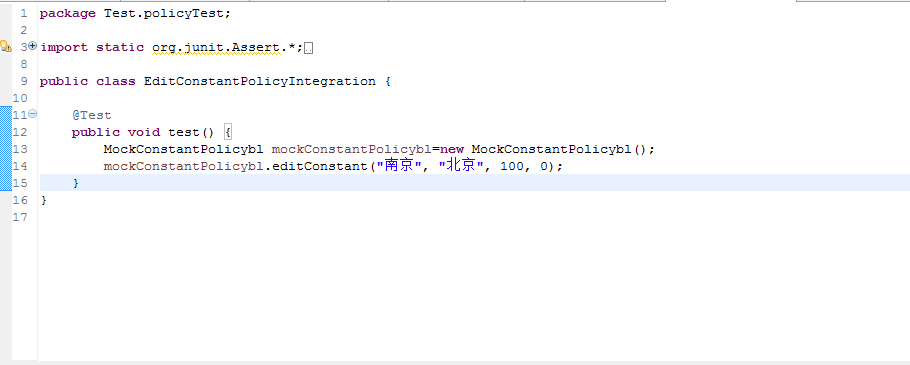 1 package Test.policyTest;
2
3 import static org.junit.Assert.*;
8
9 public class EditConstantPolicyIntegration {
10
11 @Test
12 public void test() {
13 MockConstantPolicybl mockConstantPolicybl=new MockConstantPolicybl();
14 mockConstantPolicybl.editConstant("南京", "北京", 100, 0);
15 }
16 }
17